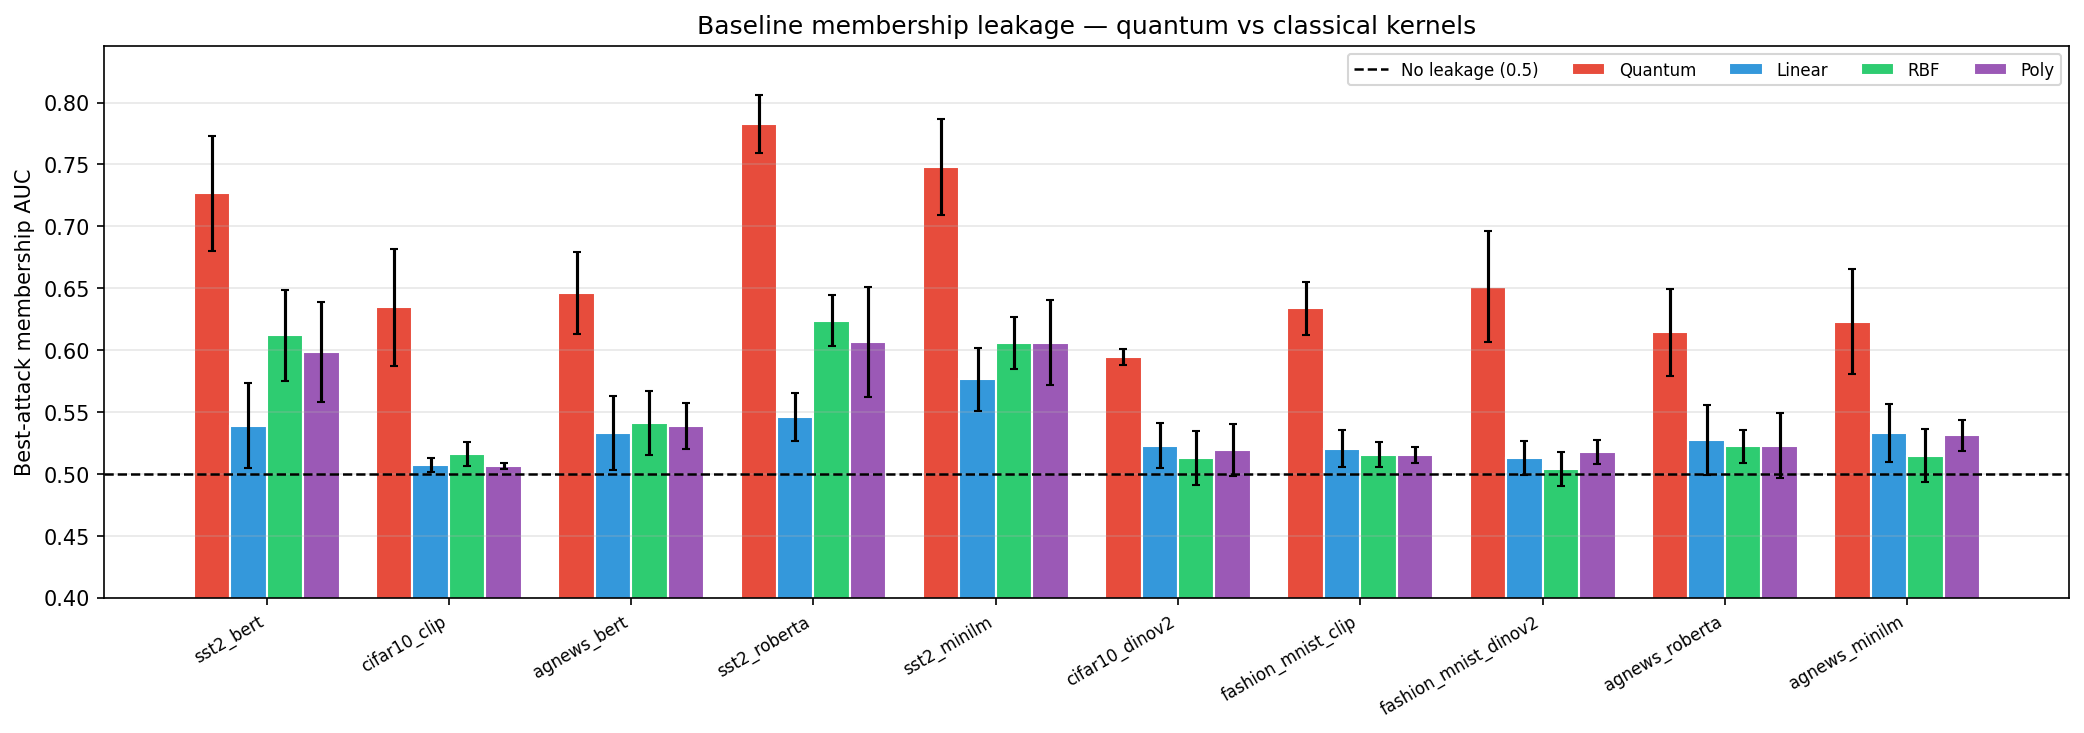 Baseline membership leakage — quantum vs classical kernels
No leakage (0.5) Quantum Linear RBF Poly
Best-attack membership AUC
0.80
0.75
0.70
0.65
0.60
0.55
0.50
0.45
0.40
sst2_bert
cifar10_clip
agnews_bert
sst2_roberta
sst2_minilm
cifar10_dinov2
fashion_mnist_clip
fashion_mnist_dinov2
agnews_roberta
agnews_minilm